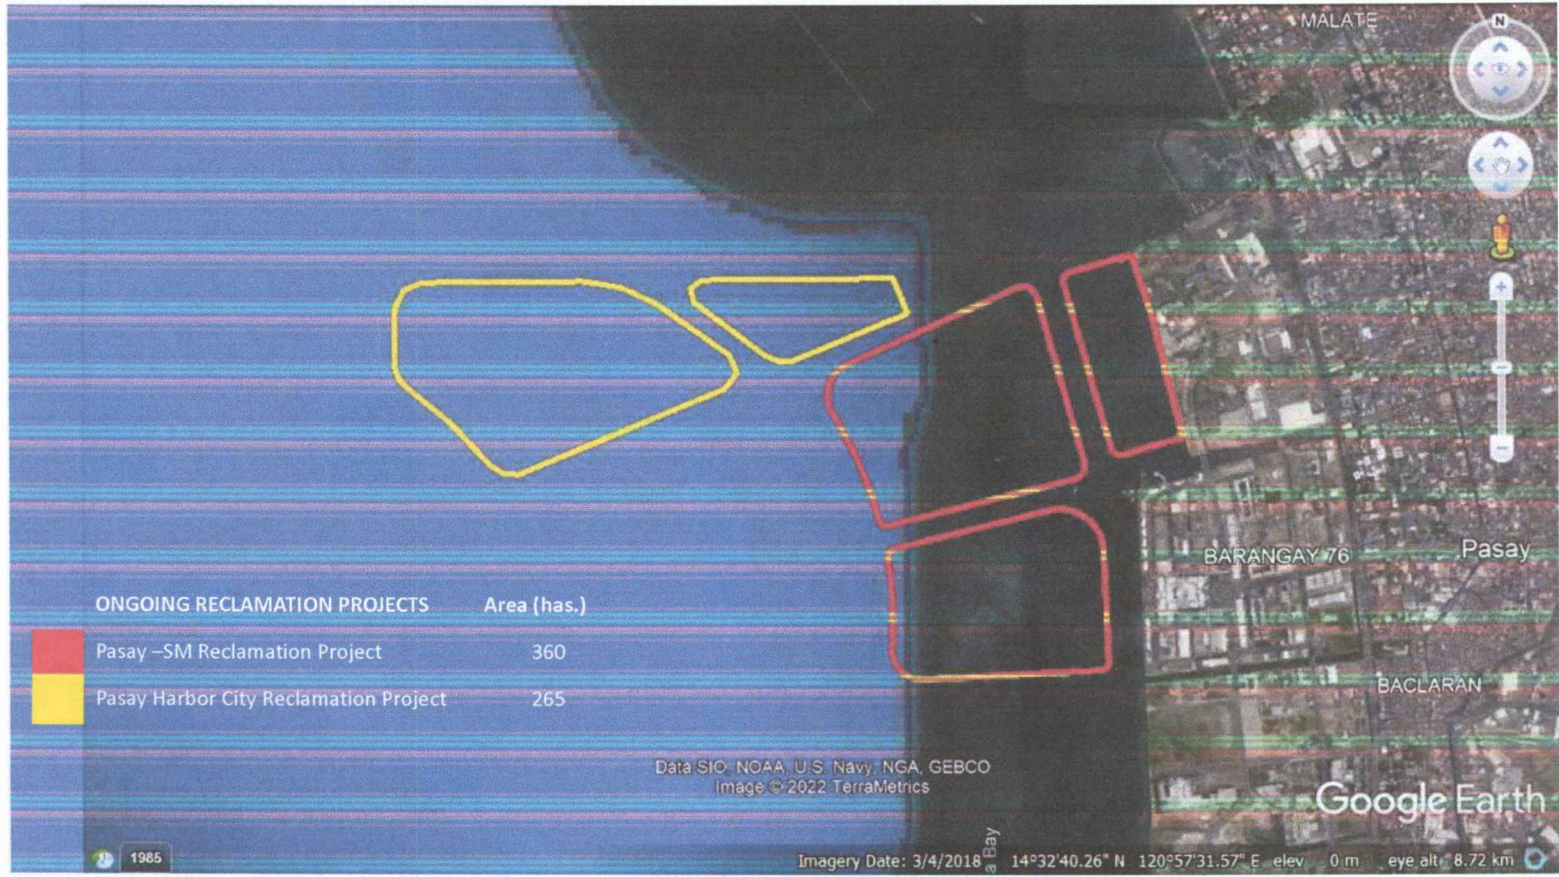 MALATE
N
BARANGAY 76
Pasay
ONGOING RECLAMATION PROJECTS Area (has.)
Pasay –SM Reclamation Project 360
Pasay Harbor City Reclamation Project 265
BACLARAN
Data SIO, NOAA, U.S. Navy, NGA, GEBCO
Image © 2022 TerraMetrics
Google Earth
a Bay
1985
Imagery Date: 3/4/2018 14°32'40.26" N 120°57'31.57" E elev 0 m eye alt 8.72 km